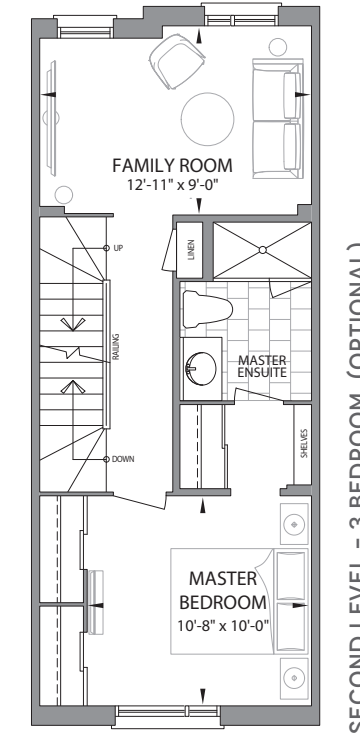 FAMILY ROOM
12'-11" x 9'-0"
UP
LINEN
RAILING
MASTER
ENSUITE
SHELVES
DOWN
MASTER
BEDROOM
10'-8" x 10'-0"
SECOND LEVEL - 3 BEDROOM (OPTIONAL)